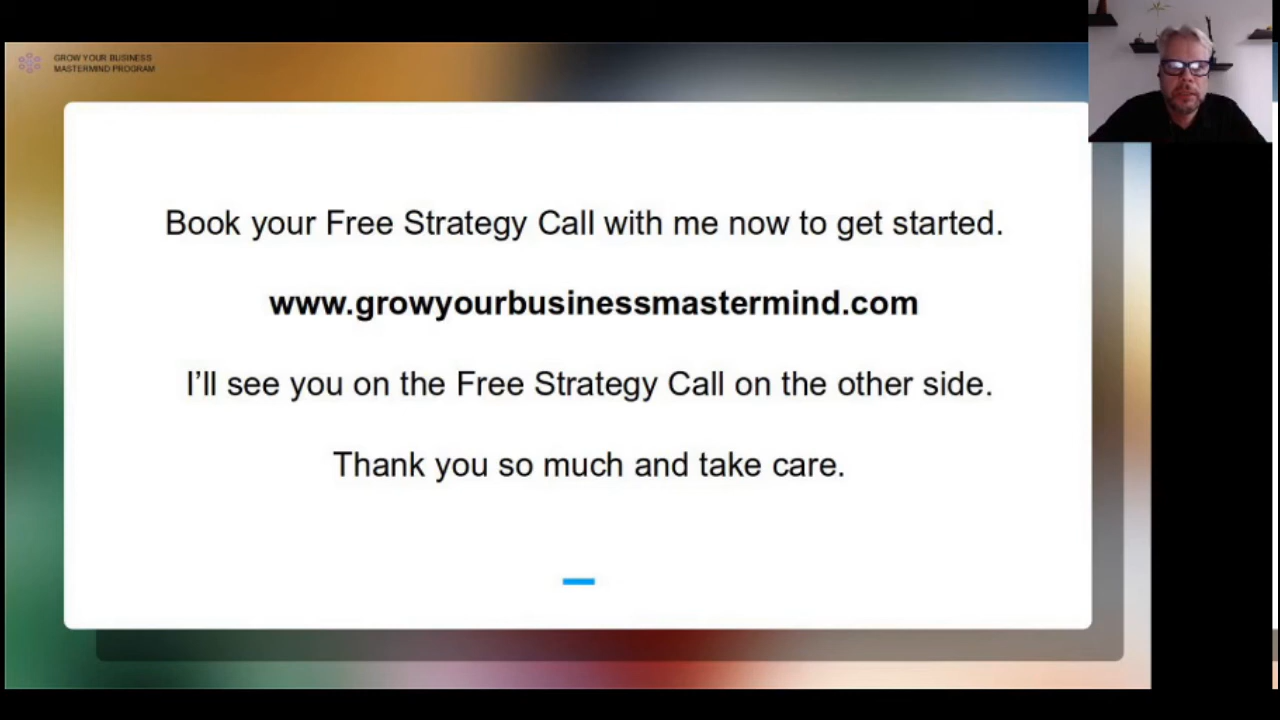 GROW YOUR BUSINESS
MASTERMIND PROGRAM
Book your Free Strategy Call with me now to get started.
www.growyourbusinessmastermind.com
I’ll see you on the Free Strategy Call on the other side.
Thank you so much and take care.